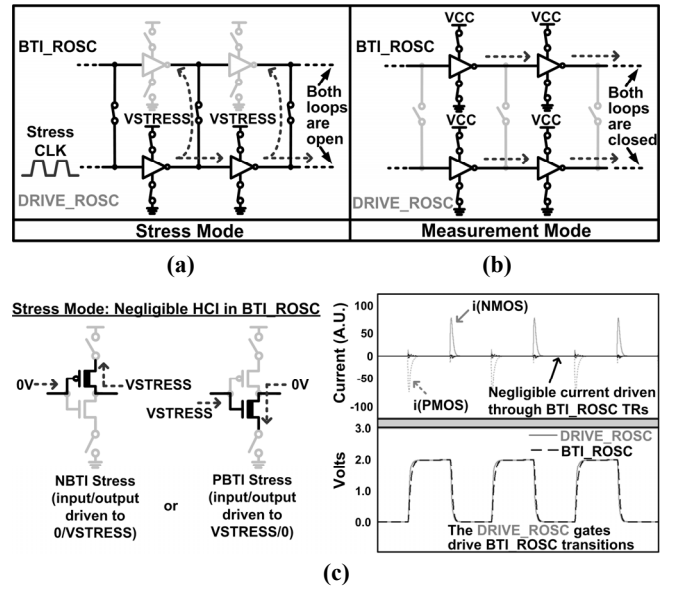 (a)
BTI_ROSC
VSTRESS
VSTRESS
Both
loops
are
open
Stress
CLK
DRIVE_ROSC
Stress Mode
VCC
VCC
BTI_ROSC
VCC
VCC
Both
loops
are
closed
DRIVE_ROSC
Measurement Mode
(a)
(b)
Stress Mode: Negligible HCI in BTI_ROSC
0V
VSTRESS
VSTRESS
0V
NBTI Stress
(input/output
driven to
0/VSTRESS)
or
PBTI Stress
(input/output
driven to
VSTRESS/0)
Current (A.U.)
100
50
0
-50
-100
i(NMOS)
i(PMOS)
Negligible current driven
through BTI_ROSC TRs
Volts
3.0
2.0
1.0
0.0
DRIVE_ROSC
BTI_ROSC
The DRIVE_ROSC gates
drive BTI_ROSC transitions
(c)